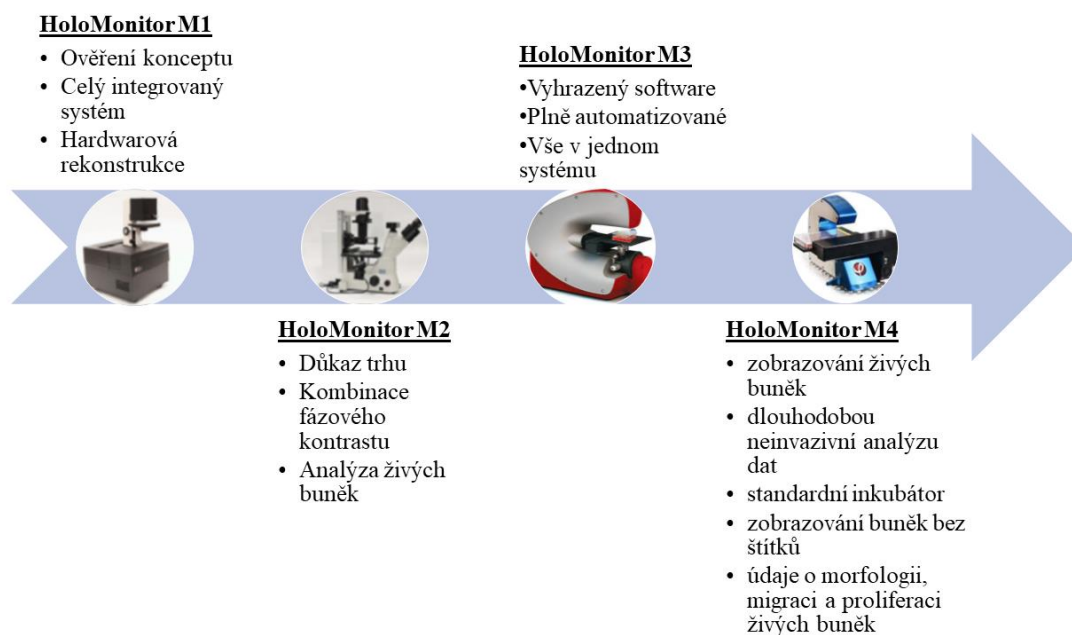 HoloMonitor M1
• Ověření konceptu
• Celý integrovaný
systém
• Hardwarová
rekonstrukce
HoloMonitor M3
•Vyhrazený software
•Plně automatizované
•Vše v jednom
systému
HoloMonitor M2
• Důkaz trhu
• Kombinace
fázového
kontrastu
• Analýza živých
buněk
HoloMonitor M4
• zobrazování živých
buněk
• dlouhodobou
neinvazivní analýzu
dat
• standardní inkubátor
• zobrazování buněk bez
štítků
• údaje o morfologii,
migraci a proliferaci
živých buněk